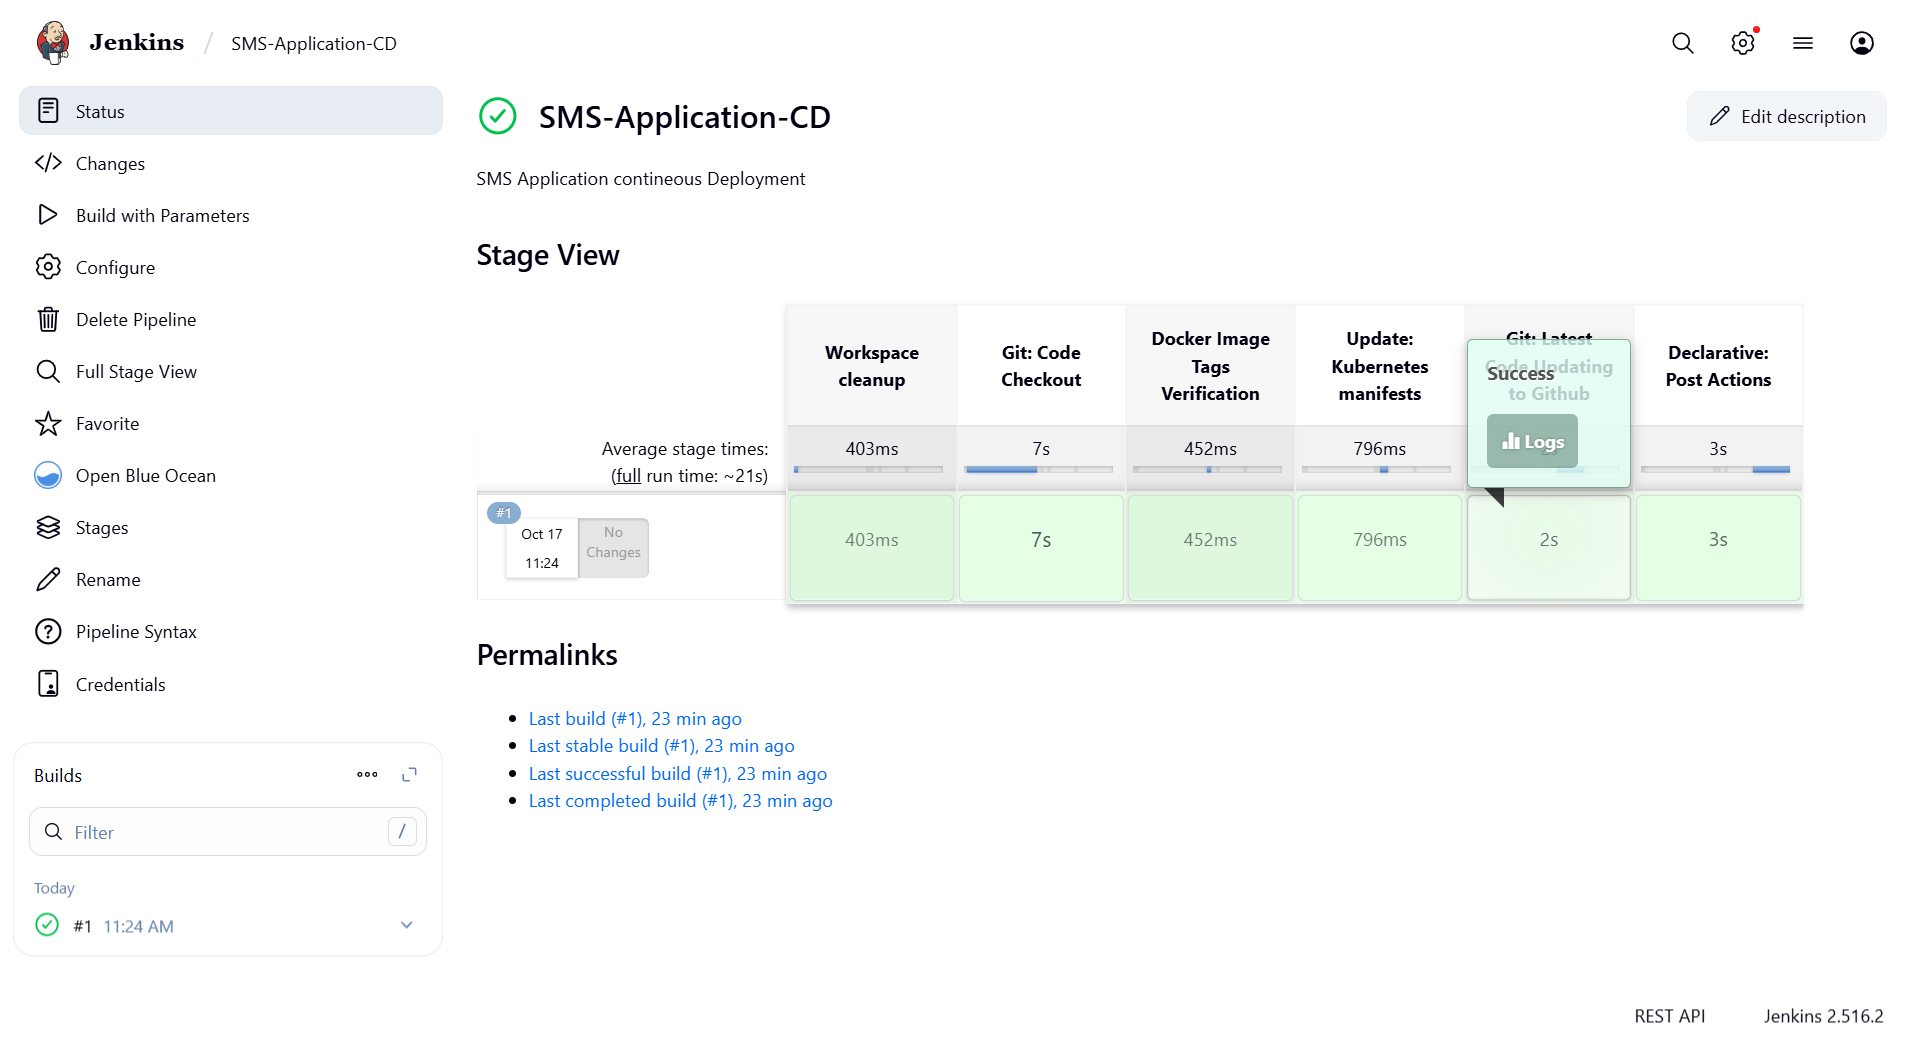 Jenkins / SMS-Application-CD
Status
Changes
Build with Parameters
Configure
Delete Pipeline
Full Stage View
Favorite
Open Blue Ocean
Stages
Rename
Pipeline Syntax
Credentials
Builds
Filter /
Today
#1 11:24 AM
SMS-Application-CD
Edit description
SMS Application contineous Deployment
Stage View
Workspace
cleanup
Git: Code
Checkout
Docker Image
Tags
Verification
Update:
Kubernetes
manifests
Git: Latest
Code Updating
to Github
Declarative:
Post Actions
Success
Logs
Average stage times:
(full run time: ~21s)
403ms
7s
452ms
796ms
2s
3s
#1
Oct 17
11:24
No
Changes
403ms
7s
452ms
796ms
2s
3s
Permalinks
Last build (#1), 23 min ago
Last stable build (#1), 23 min ago
Last successful build (#1), 23 min ago
Last completed build (#1), 23 min ago
REST API
Jenkins 2.516.2